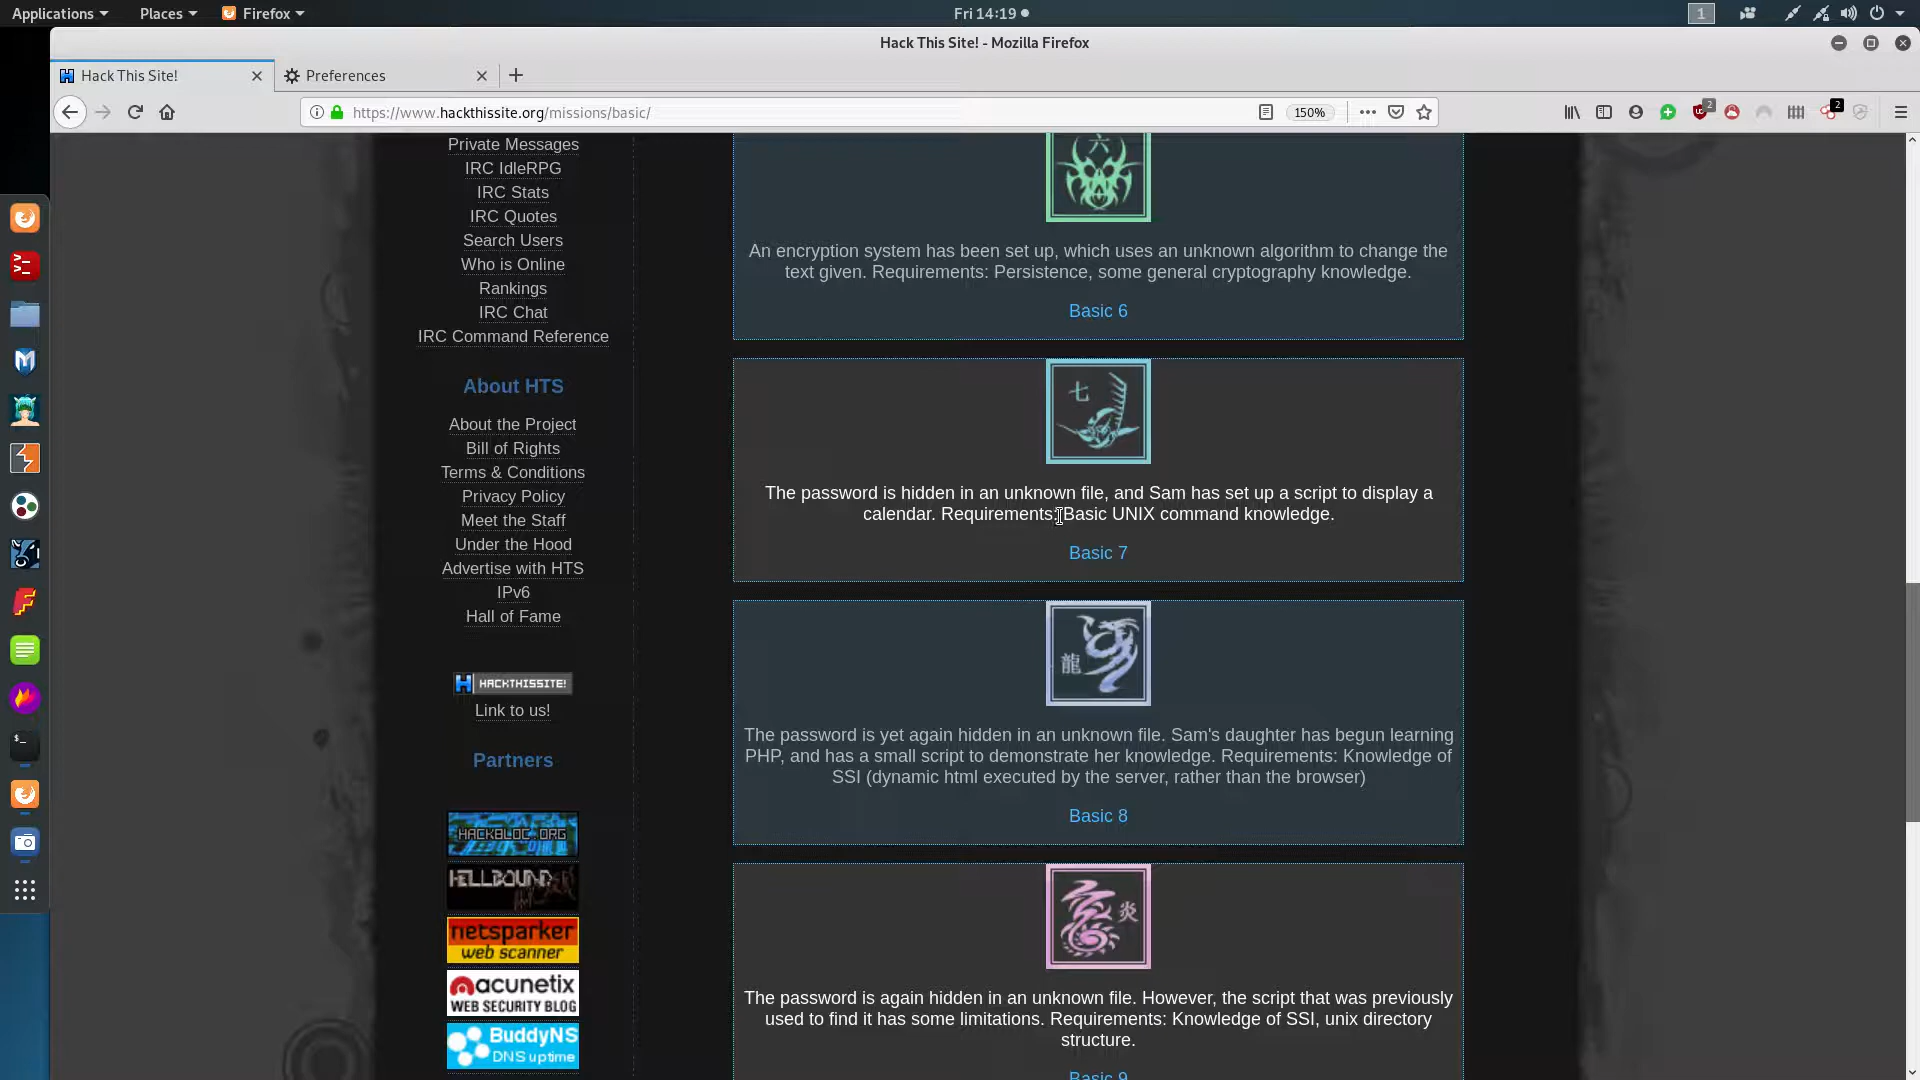 Applications
Places
Firefox
Fri 14:19
1
Hack This Site! - Mozilla Firefox
Hack This Site!
Preferences
https://www.hackthissite.org/missions/basic/
150%
2
2
Private Messages
IRC IdleRPG
IRC Stats
IRC Quotes
Search Users
Who is Online
Rankings
IRC Chat
IRC Command Reference
About HTS
About the Project
Bill of Rights
Terms & Conditions
Privacy Policy
Meet the Staff
Under the Hood
Advertise with HTS
IPv6
Hall of Fame
HACKTHISSITE!
Link to us!
Partners
HACKBLOC.ORG
HELLBOUND
netsparker
web scanner
acunetix
WEB SECURITY BLOG
BuddyNS
DNS uptime
六
An encryption system has been set up, which uses an unknown algorithm to change the
text given. Requirements: Persistence, some general cryptography knowledge.
Basic 6
七
The password is hidden in an unknown file, and Sam has set up a script to display a
calendar. Requirements: Basic UNIX command knowledge.
Basic 7
龍
The password is yet again hidden in an unknown file. Sam's daughter has begun learning
PHP, and has a small script to demonstrate her knowledge. Requirements: Knowledge of
SSI (dynamic html executed by the server, rather than the browser)
Basic 8
炎
The password is again hidden in an unknown file. However, the script that was previously
used to find it has some limitations. Requirements: Knowledge of SSI, unix directory
structure.
Basic 9